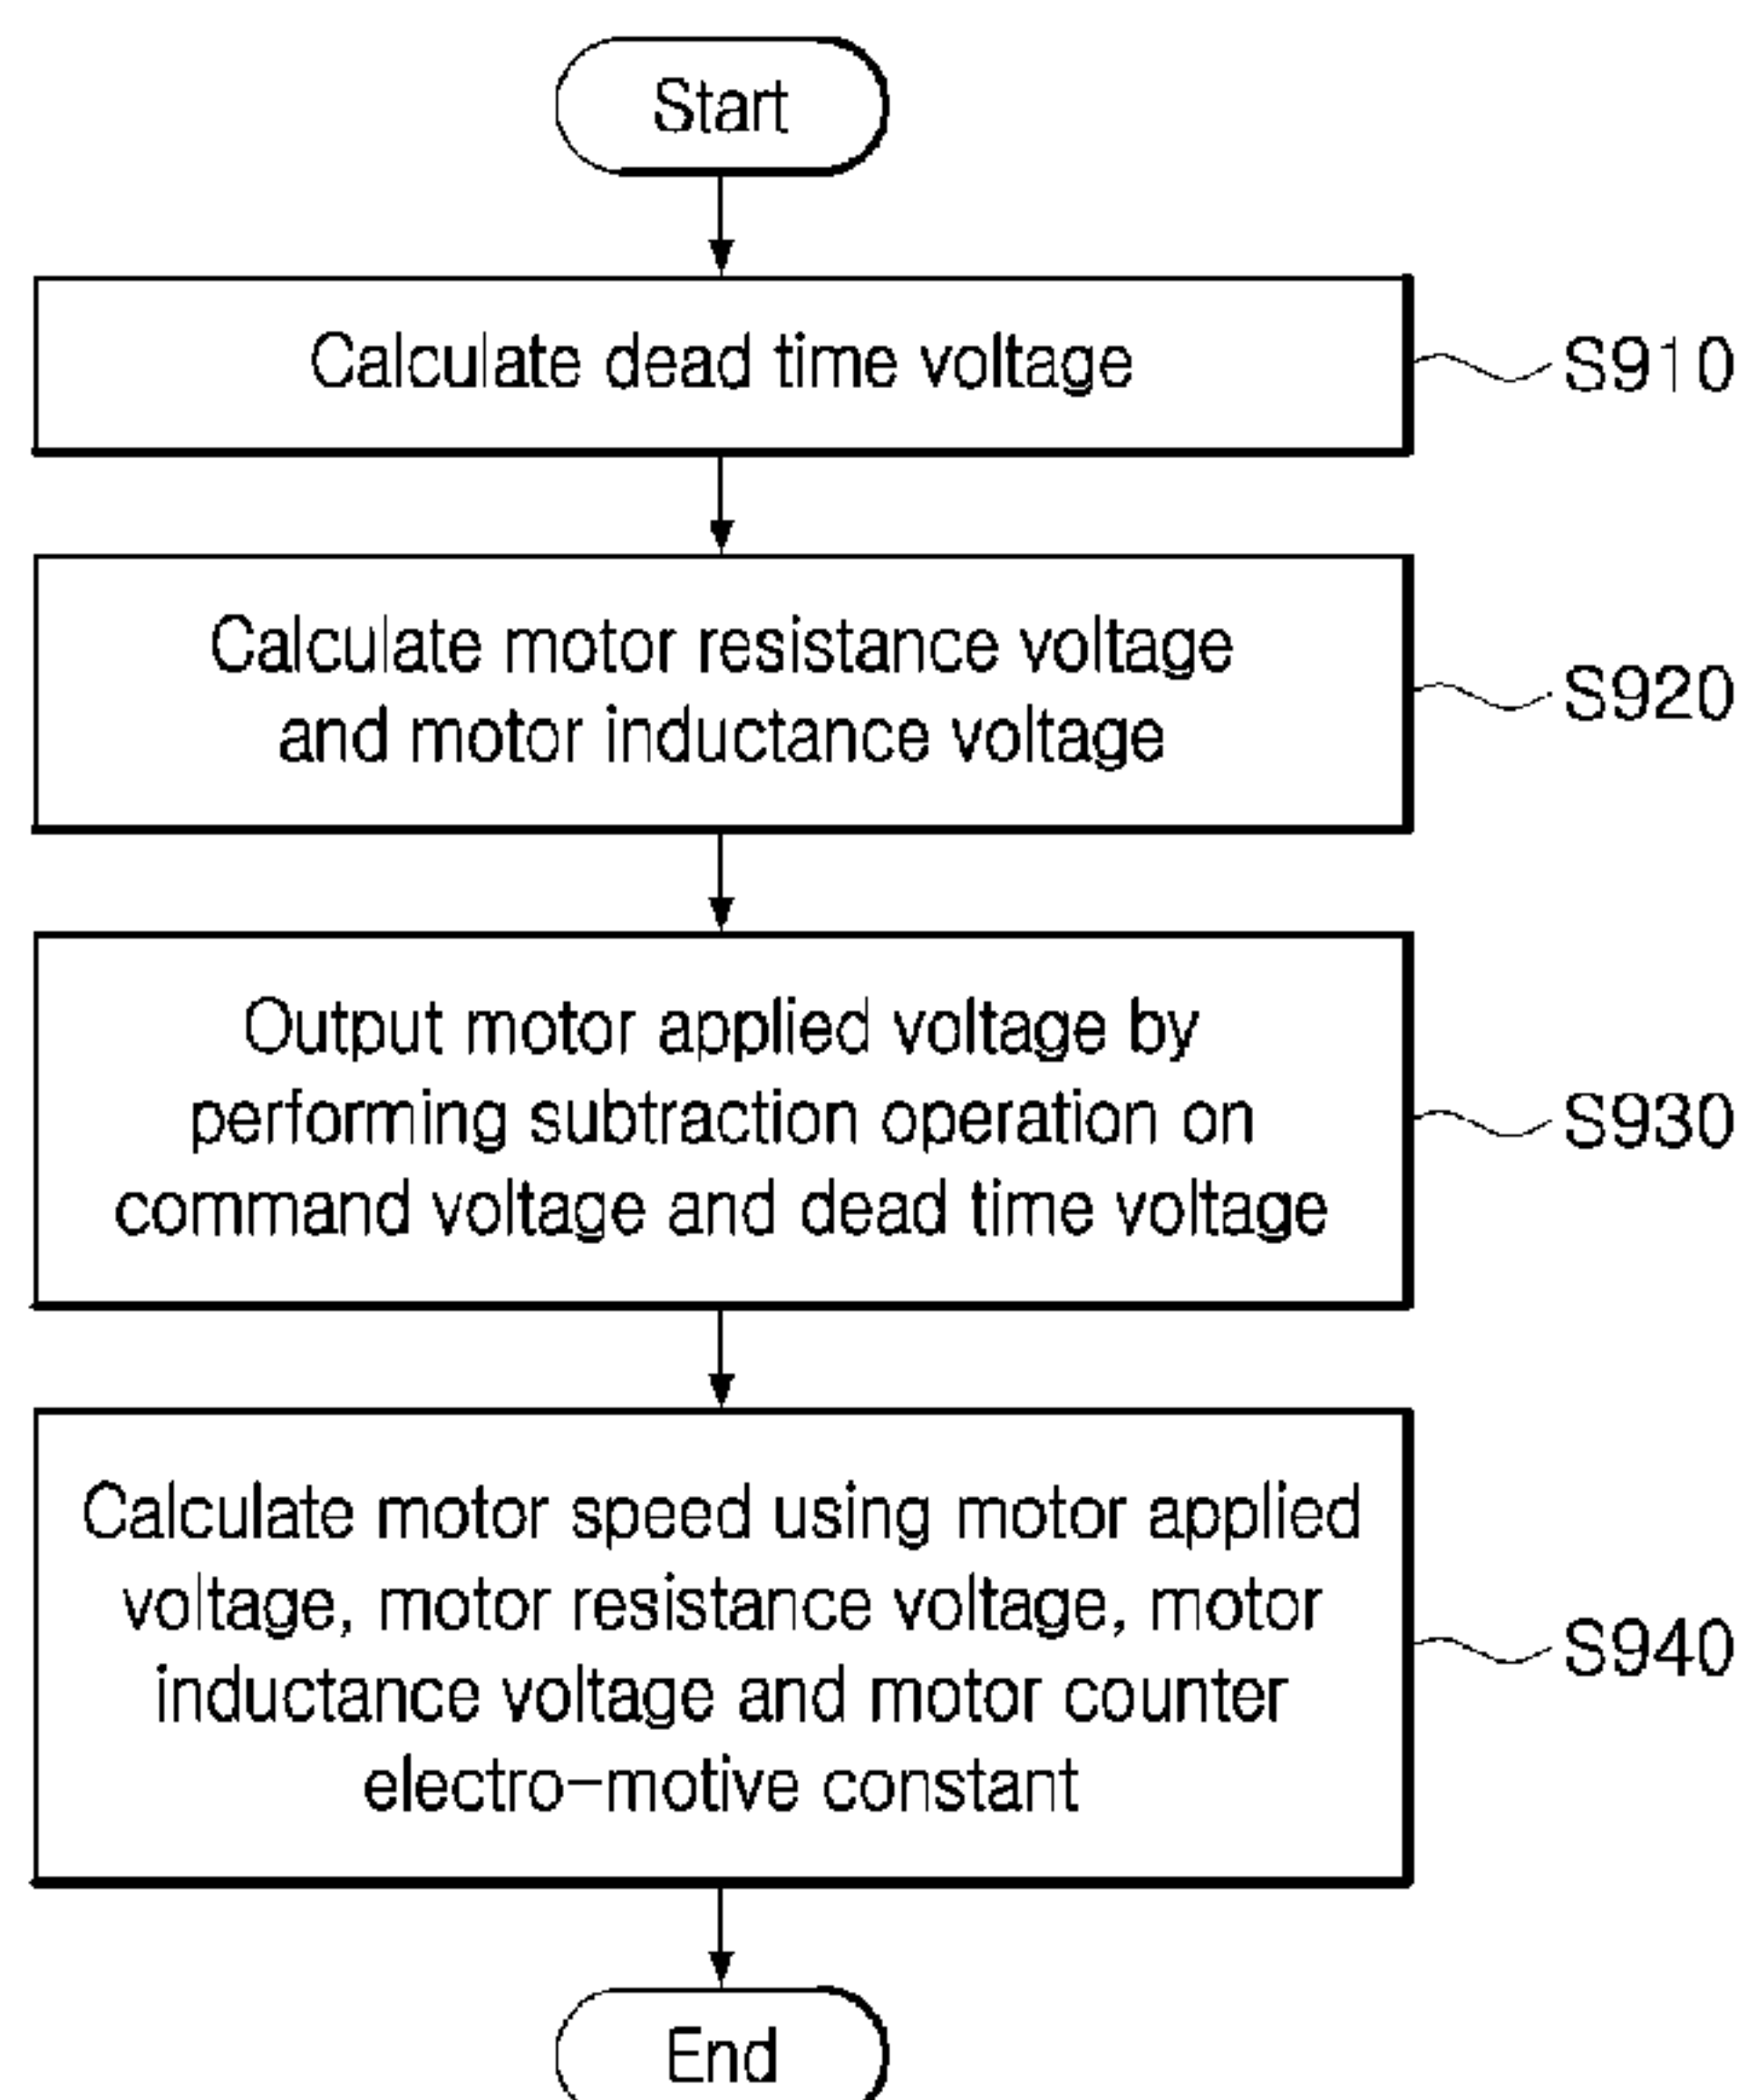 Start
Calculate dead time voltage
S910
Calculate motor resistance voltage
and motor inductance voltage
S920
Output motor applied voltage by
performing subtraction operation on
command voltage and dead time voltage
S930
Calculate motor speed using motor applied
voltage, motor resistance voltage, motor
inductance voltage and motor counter
electro-motive constant
S940
End